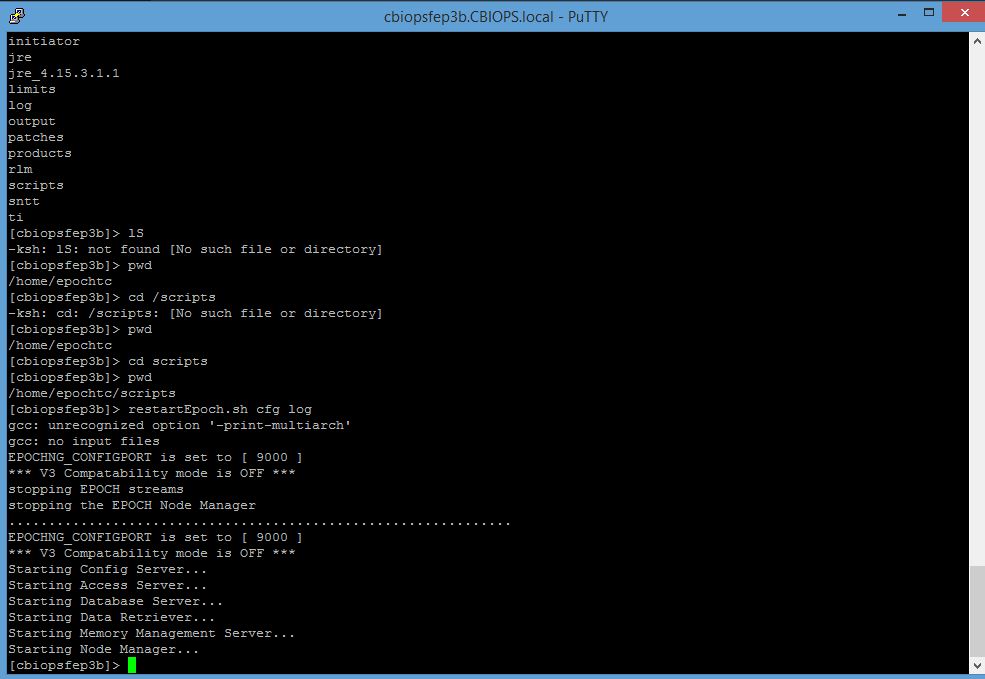 cbiopsfep3b.CBIOPS.local - PuTTY
initiator
jre
jre_4.15.3.1.1
limits
log
output
patches
products
rlm
scripts
sntt
ti
[cbiopsfep3b]> lS
-ksh: lS: not found [No such file or directory]
[cbiopsfep3b]> pwd
/home/epochtc
[cbiopsfep3b]> cd /scripts
-ksh: cd: /scripts: [No such file or directory]
[cbiopsfep3b]> pwd
/home/epochtc
[cbiopsfep3b]> cd scripts
[cbiopsfep3b]> pwd
/home/epochtc/scripts
[cbiopsfep3b]> restartEpoch.sh cfg log
gcc: unrecognized option '-print-multiarch'
gcc: no input files
EPOCHNG_CONFIGPORT is set to [ 9000 ]
*** V3 Compatability mode is OFF ***
stopping EPOCH streams
stopping the EPOCH Node Manager
...............................................................
EPOCHNG_CONFIGPORT is set to [ 9000 ]
*** V3 Compatability mode is OFF ***
Starting Config Server...
Starting Access Server...
Starting Database Server...
Starting Data Retriever...
Starting Memory Management Server...
Starting Node Manager...
[cbiopsfep3b]>